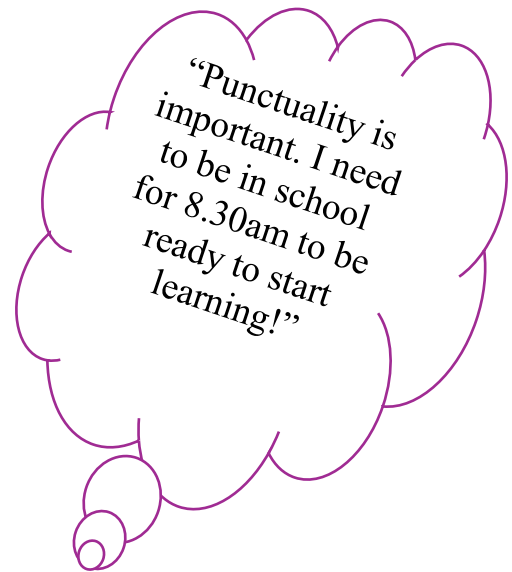 “Punctuality is
important. I need
to be in school
for 8.30am to be
ready to start
learning!”